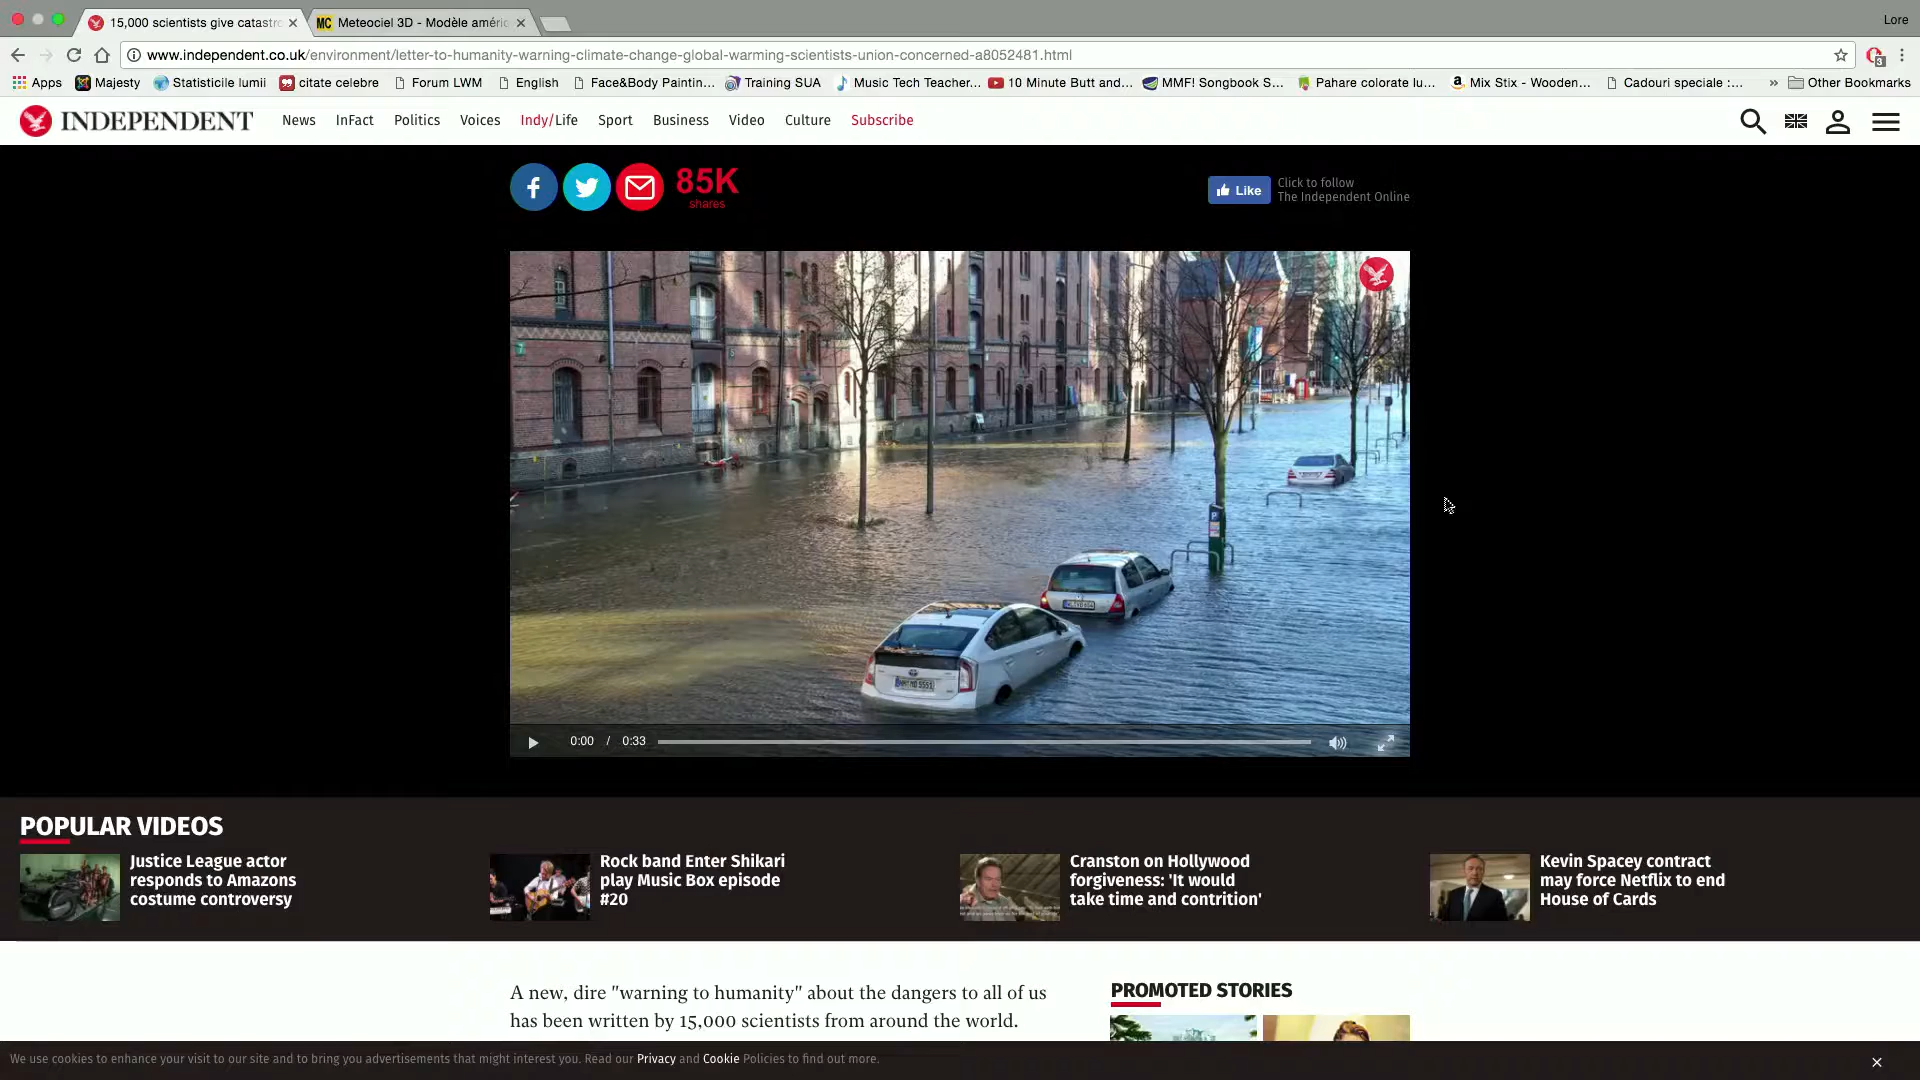 15,000 scientists give catastro
Meteociel 3D - Modèle améric
Lore
www.independent.co.uk/environment/letter-to-humanity-warning-climate-change-global-warming-scientists-union-concerned-a8052481.html
Apps Majesty Statisticile lumii citate celebre Forum LWM English Face&Body Paintin... Training SUA Music Tech Teacher... 10 Minute Butt and... MMF! Songbook S... Pahare colorate lu... Mix Stix - Wooden... Cadouri speciale :... » Other Bookmarks
INDEPENDENT News InFact Politics Voices Indy/Life Sport Business Video Culture Subscribe
85K
shares
Like
Click to follow
The Independent Online
0:00 / 0:33
POPULAR VIDEOS
Justice League actor
responds to Amazons
costume controversy
Rock band Enter Shikari
play Music Box episode
#20
Cranston on Hollywood
forgiveness: 'It would
take time and contrition'
Kevin Spacey contract
may force Netflix to end
House of Cards
A new, dire "warning to humanity" about the dangers to all of us
has been written by 15,000 scientists from around the world.
PROMOTED STORIES
We use cookies to enhance your visit to our site and to bring you advertisements that might interest you. Read our Privacy and Cookie Policies to find out more.